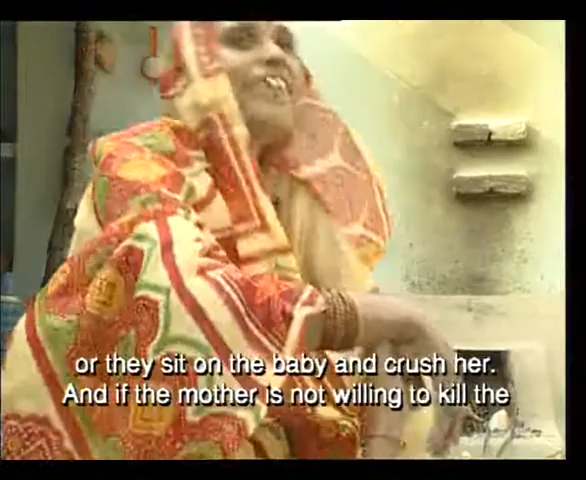 or they sit on the baby and crush her.
And if the mother is not willing to kill the